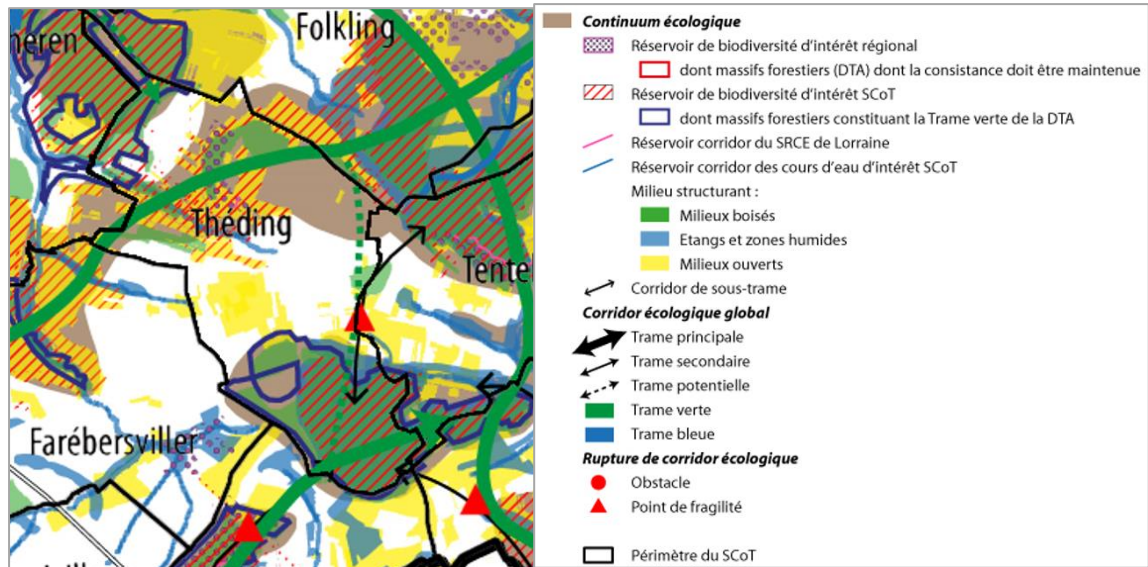 Folkling
Théding
Farébersviller
Continuum écologique
Réservoir de biodiversité d’intérêt régional
dont massifs forestiers (DTA) dont la consistance doit être maintenue
Réservoir de biodiversité d’intérêt SCoT
dont massifs forestiers constituant la Trame verte de la DTA
Réservoir corridor du SRCE de Lorraine
Réservoir corridor des cours d’eau d’intérêt SCoT
Milieu structurant :
Milieux boisés
Etangs et zones humides
Milieux ouverts
Corridor de sous-trame
Corridor écologique global
Trame principale
Trame secondaire
Trame potentielle
Trame verte
Trame bleue
Rupture de corridor écologique
Obstacle
Point de fragilité
Périmètre du SCoT